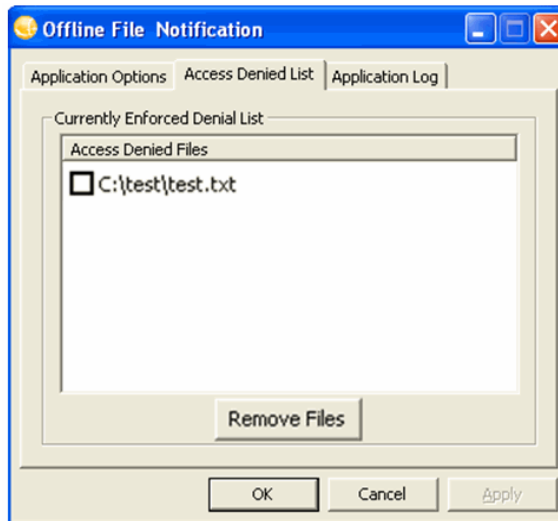 Offline File Notification
Application Options Access Denied List Application Log
Currently Enforced Denial List
Access Denied Files
C:\test\test.txt
Remove Files
OK Cancel Apply